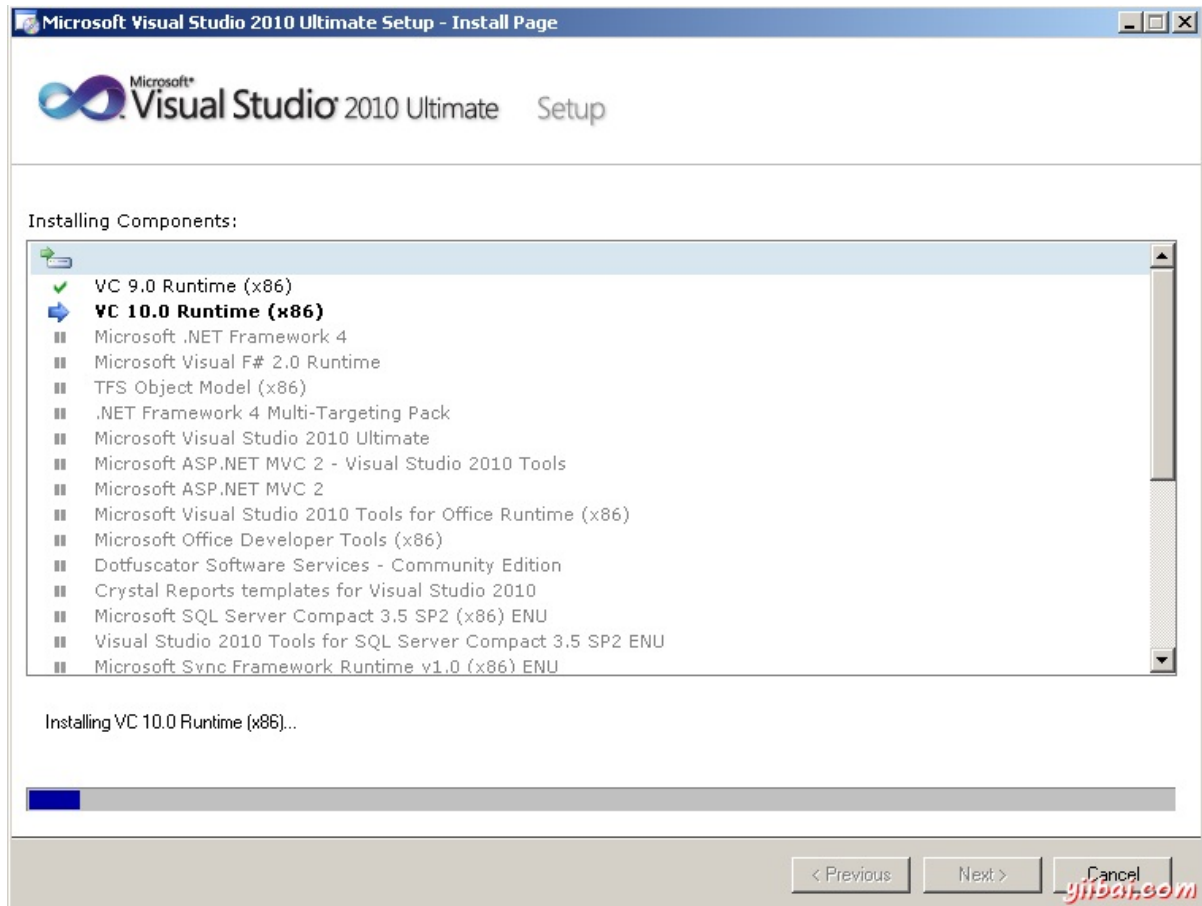 Microsoft Visual Studio 2010 Ultimate Setup - Install Page
Microsoft®
Visual Studio® 2010 Ultimate Setup
Installing Components:
VC 9.0 Runtime (x86)
VC 10.0 Runtime (x86)
Microsoft .NET Framework 4
Microsoft Visual F# 2.0 Runtime
TFS Object Model (x86)
.NET Framework 4 Multi-Targeting Pack
Microsoft Visual Studio 2010 Ultimate
Microsoft ASP.NET MVC 2 - Visual Studio 2010 Tools
Microsoft ASP.NET MVC 2
Microsoft Visual Studio 2010 Tools for Office Runtime (x86)
Microsoft Office Developer Tools (x86)
Dotfuscator Software Services - Community Edition
Crystal Reports templates for Visual Studio 2010
Microsoft SQL Server Compact 3.5 SP2 (x86) ENU
Visual Studio 2010 Tools for SQL Server Compact 3.5 SP2 ENU
Microsoft Sync Framework Runtime v1.0 (x86) ENU
Installing VC 10.0 Runtime (x86)...
< Previous Next > Cancel
yiibai.com